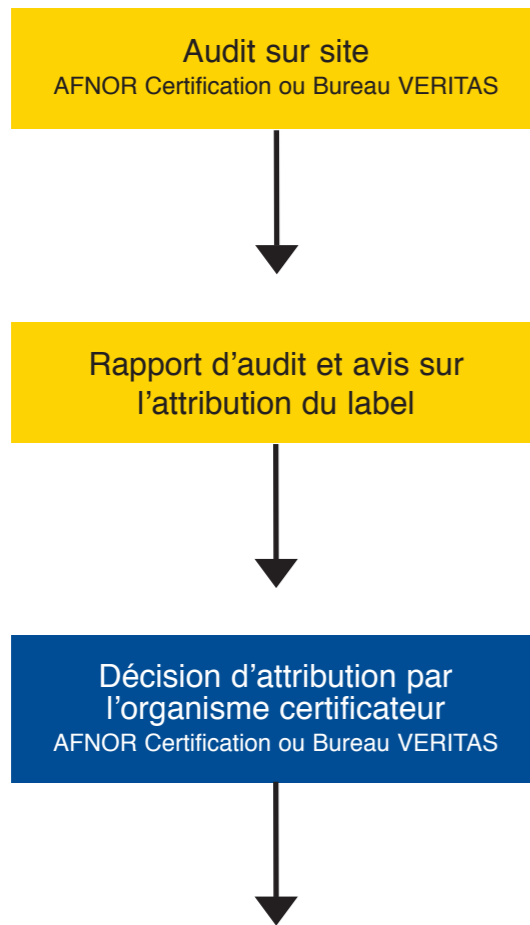 Audit sur site
AFNOR Certification ou Bureau VERITAS
Rapport d’audit et avis sur
l’attribution du label
Décision d’attribution par
l’organisme certificateur
AFNOR Certification ou Bureau VERITAS